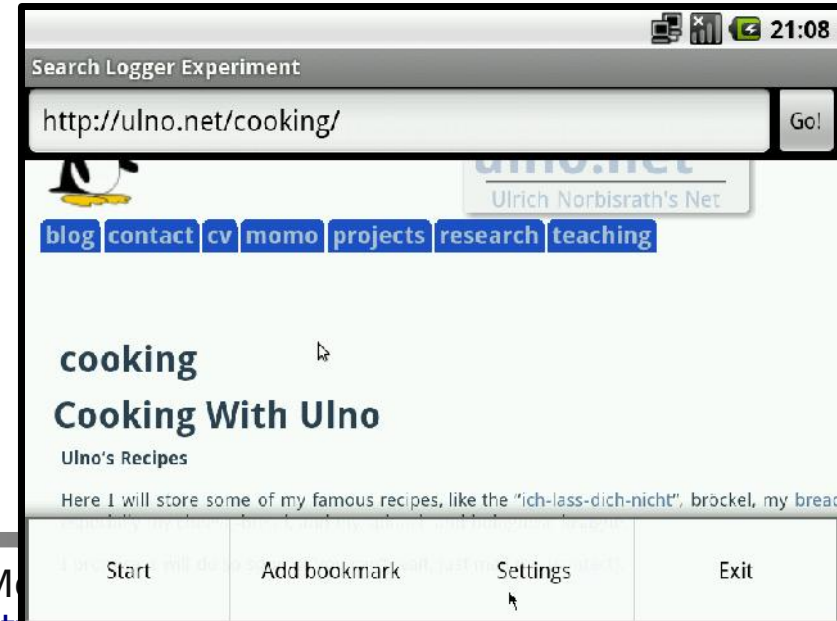 21:08
Search Logger Experiment
http://ulno.net/cooking/ Go!
ulno.net
Ulrich Norbisrath's Net
blog contact cv momo projects research teaching
cooking
Cooking With Ulno
Ulno's Recipes
Here I will store some of my famous recipes, like the "ich-lass-dich-nicht", bröckel, my
Start Add bookmark Settings Exit